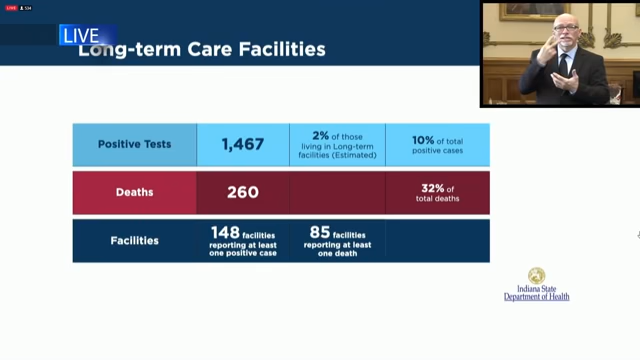 LIVE 534
LIVE
Long-term Care Facilities
Positive Tests
1,467
2% of those
living in Long-term
facilities (Estimated)
10% of total
positive cases
Deaths
260
32% of
total deaths
Facilities
148 facilities
reporting at least
one positive case
85 facilities
reporting at least
one death
Indiana State
Department of Health